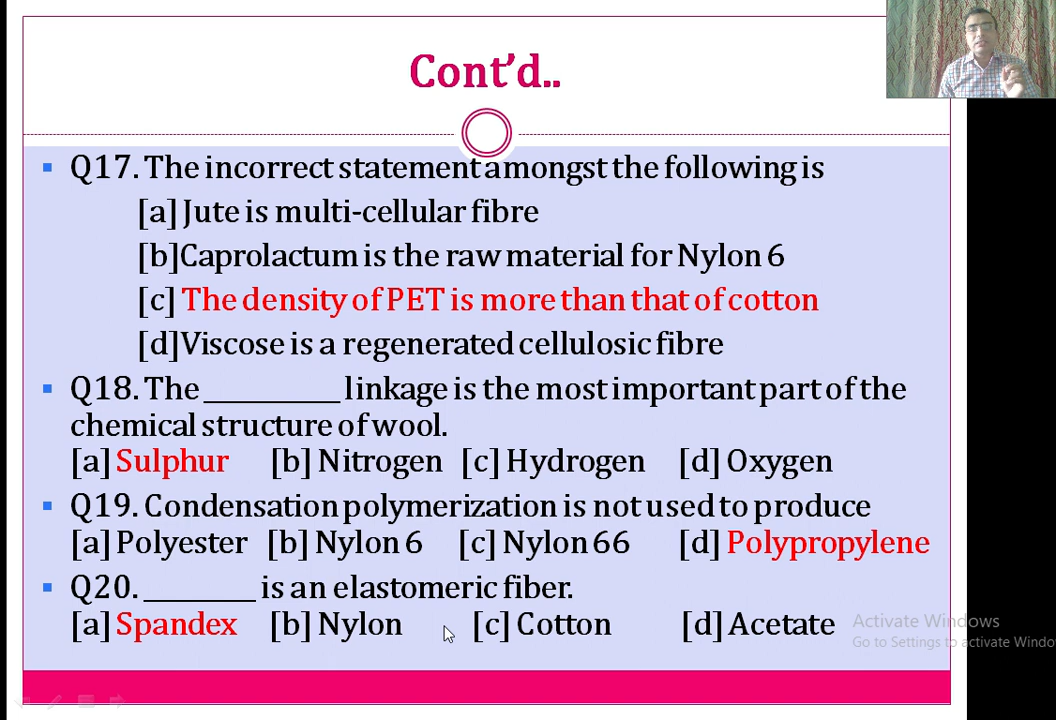 Cont'd..
Q17. The incorrect statement amongst the following is
[a] Jute is multi-cellular fibre
[b]Caprolactum is the raw material for Nylon 6
[c] The density of PET is more than that of cotton
[d]Viscose is a regenerated cellulosic fibre
Q18. The __________ linkage is the most important part of the
chemical structure of wool.
[a] Sulphur [b] Nitrogen [c] Hydrogen [d] Oxygen
Q19. Condensation polymerization is not used to produce
[a] Polyester [b] Nylon 6 [c] Nylon 66 [d] Polypropylene
Q20. ________ is an elastomeric fiber.
[a] Spandex [b] Nylon [c] Cotton [d] Acetate
Activate Windows
Go to Settings to activate Windo